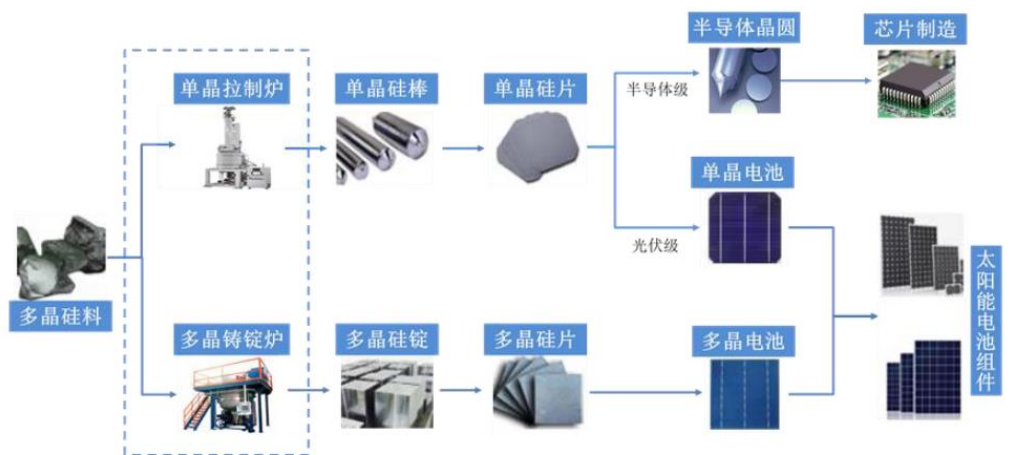 半导体晶圆
芯片制造
单晶拉制炉
单晶硅棒
单晶硅片
半导体级
单晶电池
光伏级
多晶硅料
太阳能电池组件
多晶铸锭炉
多晶硅锭
多晶硅片
多晶电池